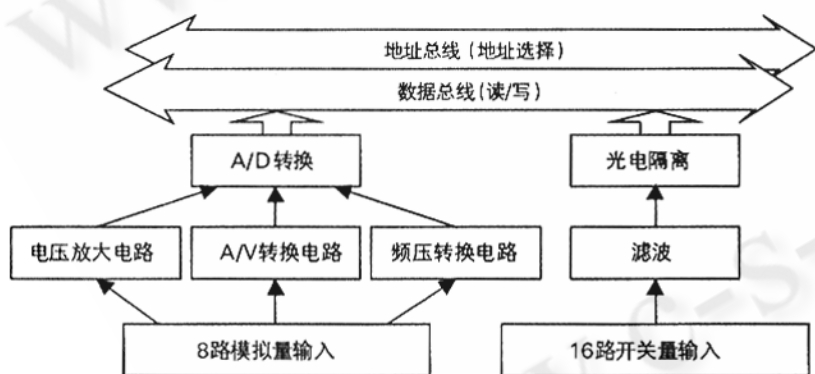 地址总线(地址选择)
数据总线(读/写)
A/D转换
光电隔离
电压放大电路
A/V转换电路
频压转换电路
滤波
8路模拟量输入
16路开关量输入